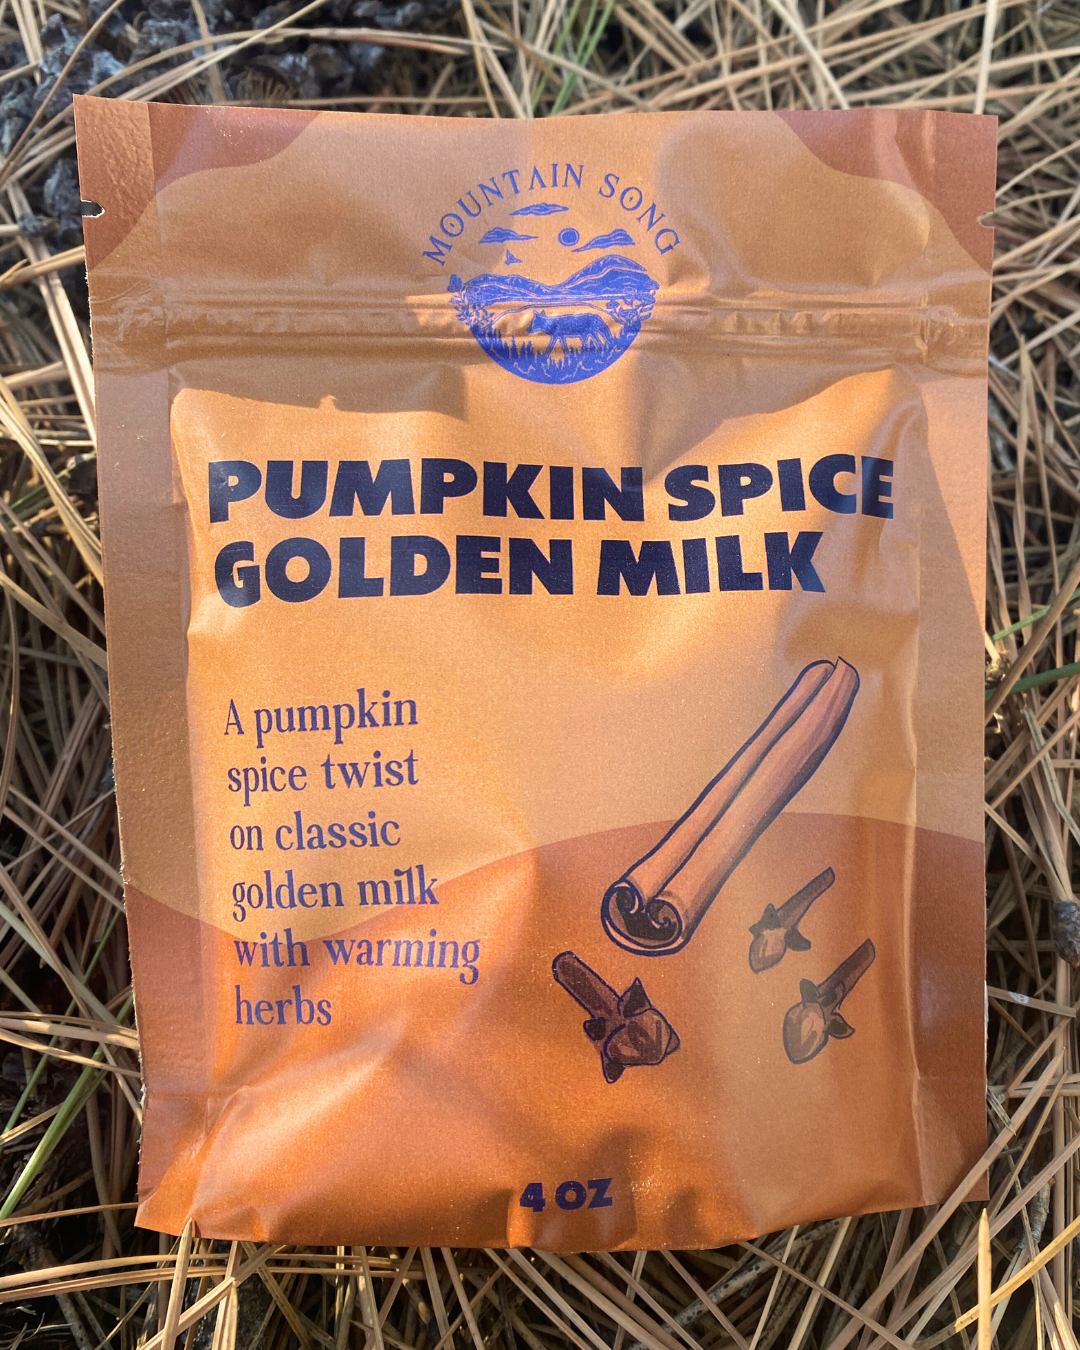 MOUNTAIN SONG
PUMPKIN SPICE
GOLDEN MILK
A pumpkin
spice twist
on classic
golden milk
with warming
herbs
4 OZ